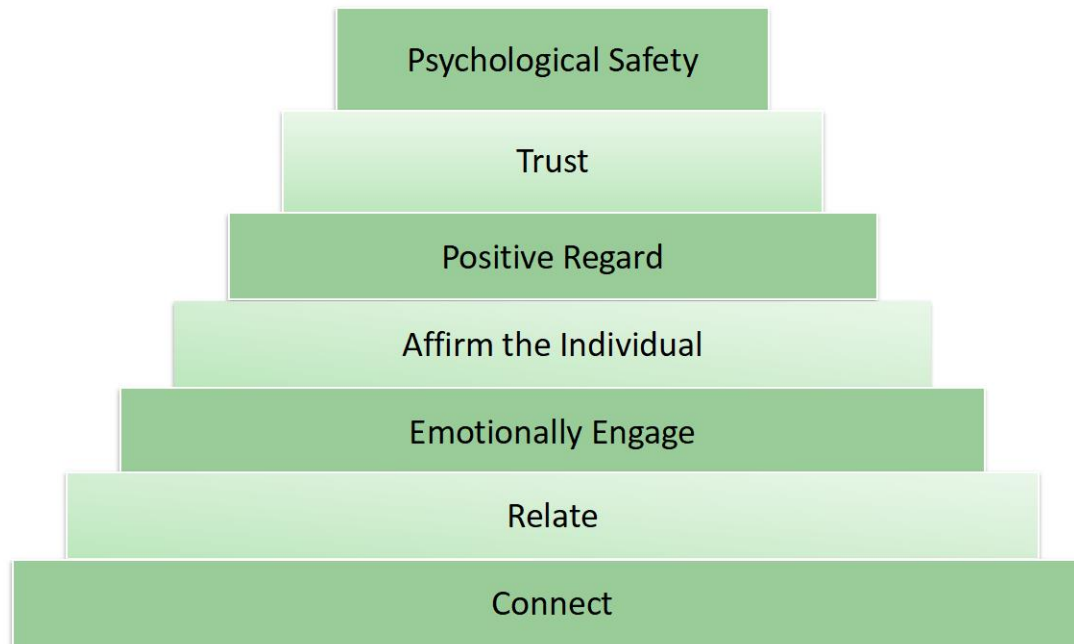 Psychological Safety
Trust
Positive Regard
Affirm the Individual
Emotionally Engage
Relate
Connect